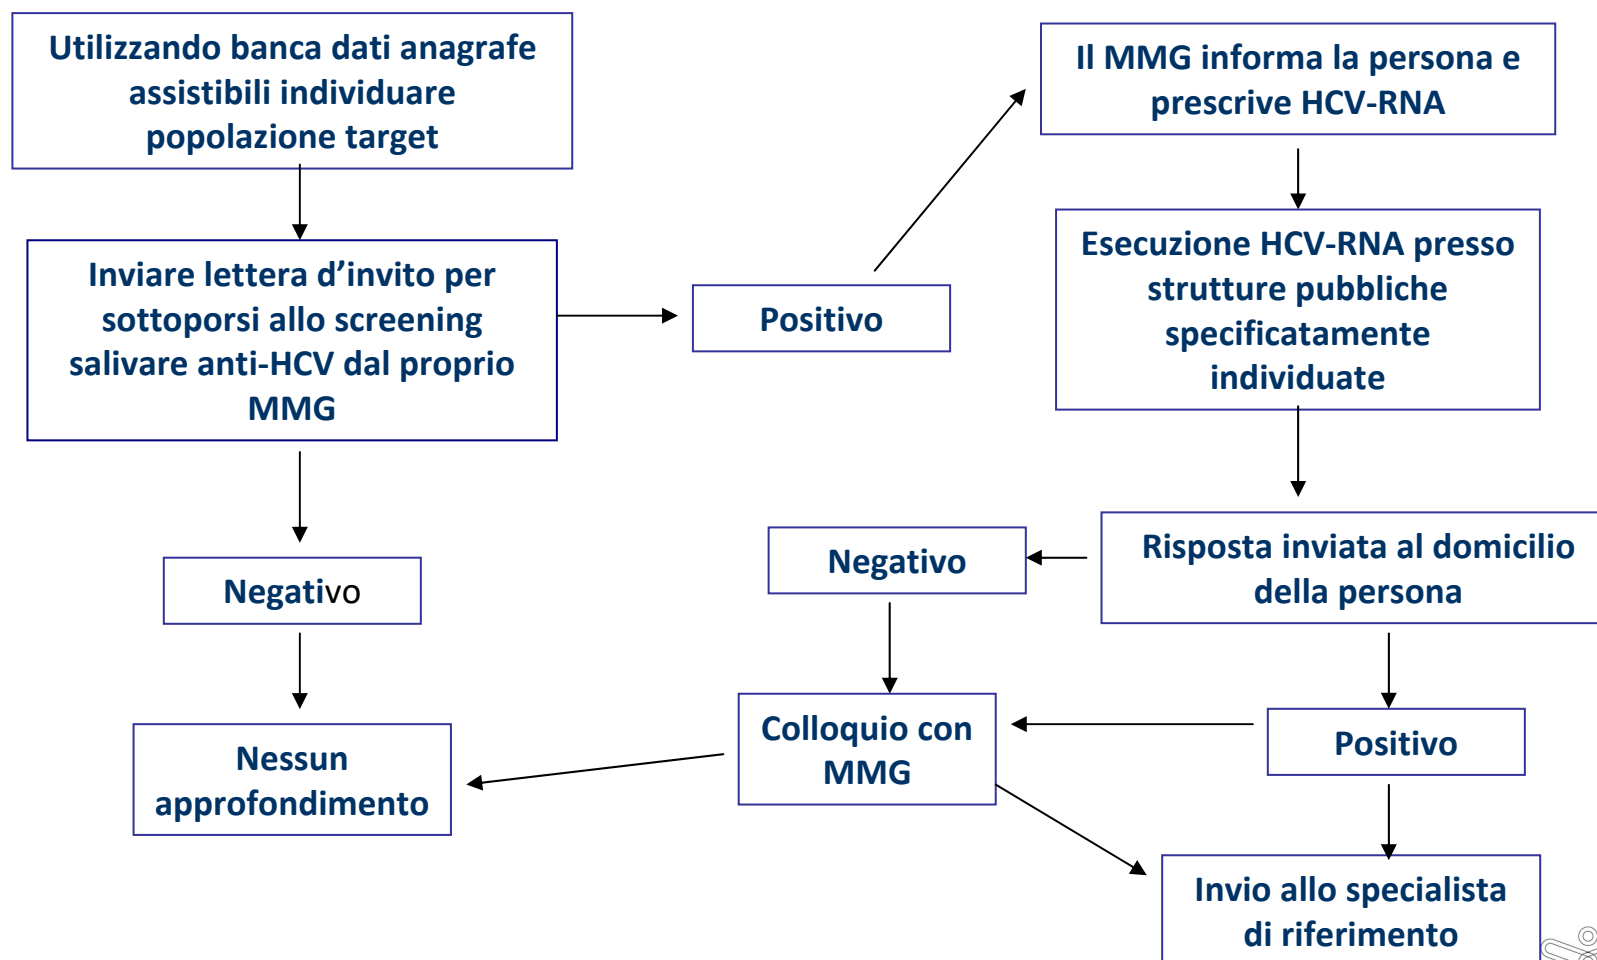 Utilizzando banca dati anagrafe
assistibili individuare
popolazione target
Inviare lettera d’invito per
sottoporsi allo screening
salivare anti-HCV dal proprio
MMG
Negativo
Nessun
approfondimento
Positivo
Il MMG informa la persona e
prescrive HCV-RNA
Esecuzione HCV-RNA presso
strutture pubbliche
specificatamente
individuate
Risposta inviata al domicilio
della persona
Negativo
Colloquio con
MMG
Positivo
Invio allo specialista
di riferimento